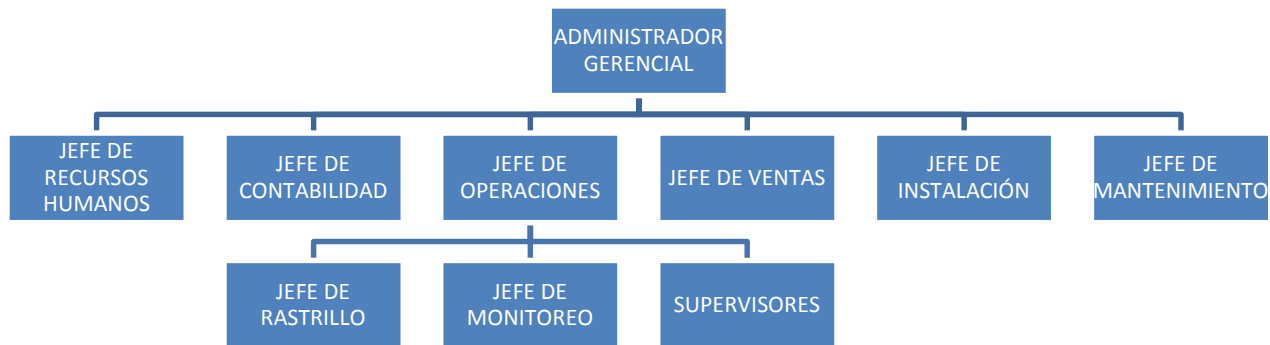 ADMINISTRADOR
GERENCIAL
JEFE DE
RECURSOS
HUMANOS
JEFE DE
CONTABILIDAD
JEFE DE
OPERACIONES
JEFE DE VENTAS
JEFE DE
INSTALACIÓN
JEFE DE
MANTENIMIENTO
JEFE DE
RASTRILLO
JEFE DE
MONITOREO
SUPERVISORES